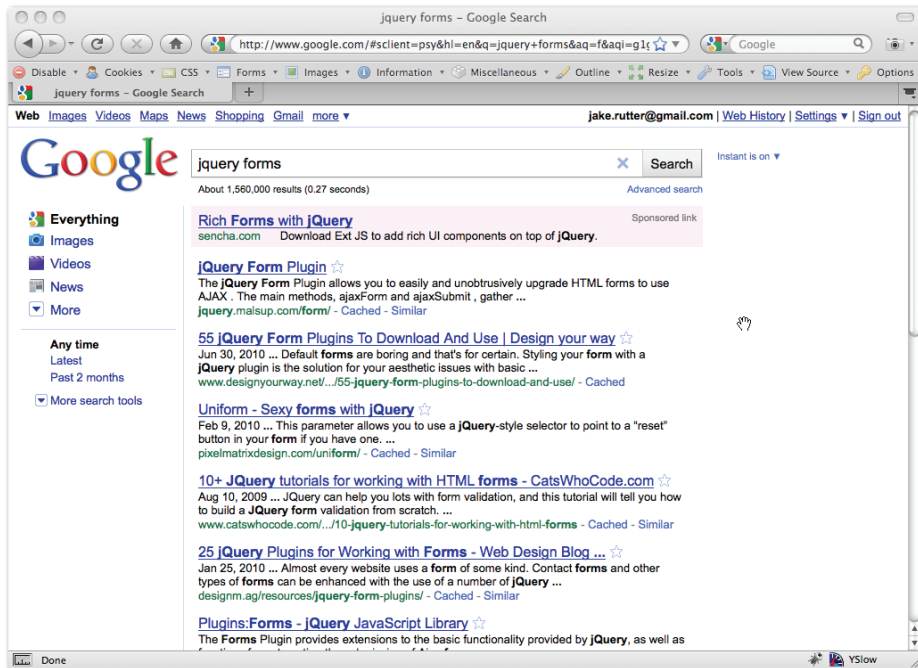 jquery forms – Google Search
http://www.google.com/#sclient=psy&hl=en&q=jquery+forms&aq=f&aqi=g1g
Google
Disable Cookies CSS Forms Images Information Miscellaneous Outline Resize Tools View Source Options
jquery forms – Google Search +
Web Images Videos Maps News Shopping Gmail more ▼ jake.rutter@gmail.com | Web History | Settings ▼ | Sign out
Google
jquery forms
Search
Instant is on ▼
About 1,560,000 results (0.27 seconds)
Advanced search
Everything
Images
Videos
News
More
Any time
Latest
Past 2 months
More search tools
Rich Forms with jQuery
Sponsored link
sencha.com Download Ext JS to add rich UI components on top of jQuery.
jQuery Form Plugin
The jQuery Form Plugin allows you to easily and unobtrusively upgrade HTML forms to use
AJAX . The main methods, ajaxForm and ajaxSubmit , gather ...
jquery.malsup.com/form/ - Cached - Similar
55 jQuery Form Plugins To Download And Use | Design your way
Jun 30, 2010 ... Default forms are boring and that's for certain. Styling your form with a
jQuery plugin is the solution for your aesthetic issues with basic ...
www.designyourway.net/.../55-jquery-form-plugins-to-download-and-use/ - Cached
Uniform - Sexy forms with jQuery
Feb 9, 2010 ... This parameter allows you to use a jQuery-style selector to point to a "reset"
button in your form if you have one. ...
pixelmatrixdesign.com/uniform/ - Cached - Similar
10+ JQuery tutorials for working with HTML forms - CatsWhoCode.com
Aug 10, 2009 ... JQuery can help you lots with form validation, and this tutorial will tell you how
to build a JQuery form validation from scratch. ...
www.catswhocode.com/.../10-jquery-tutorials-for-working-with-html-forms - Cached - Similar
25 jQuery Plugins for Working with Forms - Web Design Blog ...
Jan 25, 2010 ... Almost every website uses a form of some kind. Contact forms and other
types of forms can be enhanced with the use of a number of jQuery ...
designm.ag/resources/jquery-form-plugins/ - Cached - Similar
Plugins:Forms - jQuery JavaScript Library
The Forms Plugin provides extensions to the basic functionality provided by jQuery, as well as
Done
YSlow